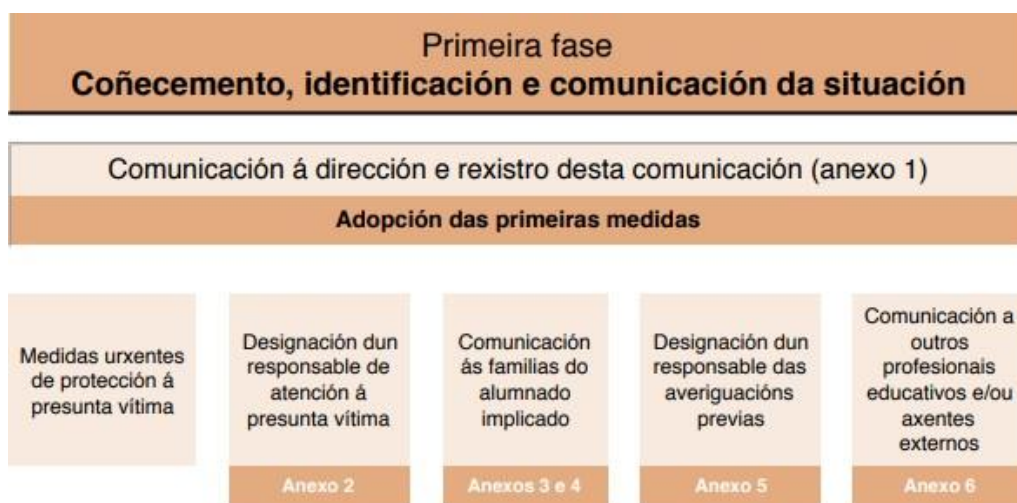 Primeira fase
Coñecemento, identificación e comunicación da situación
Comunicación á dirección e rexistro desta comunicación (anexo 1)
Adopción das primeiras medidas
Medidas urxentes
de protección á
presunta vítima
Designación dun
responsable de
atención á
presunta vítima
Anexo 2
Comunicación
ás familias do
alumnado
implicado
Anexos 3 e 4
Designación dun
responsable das
averiguacións
previas
Anexo 5
Comunicación a
outros
profesionais
educativos e/ou
axentes
externos
Anexo 6